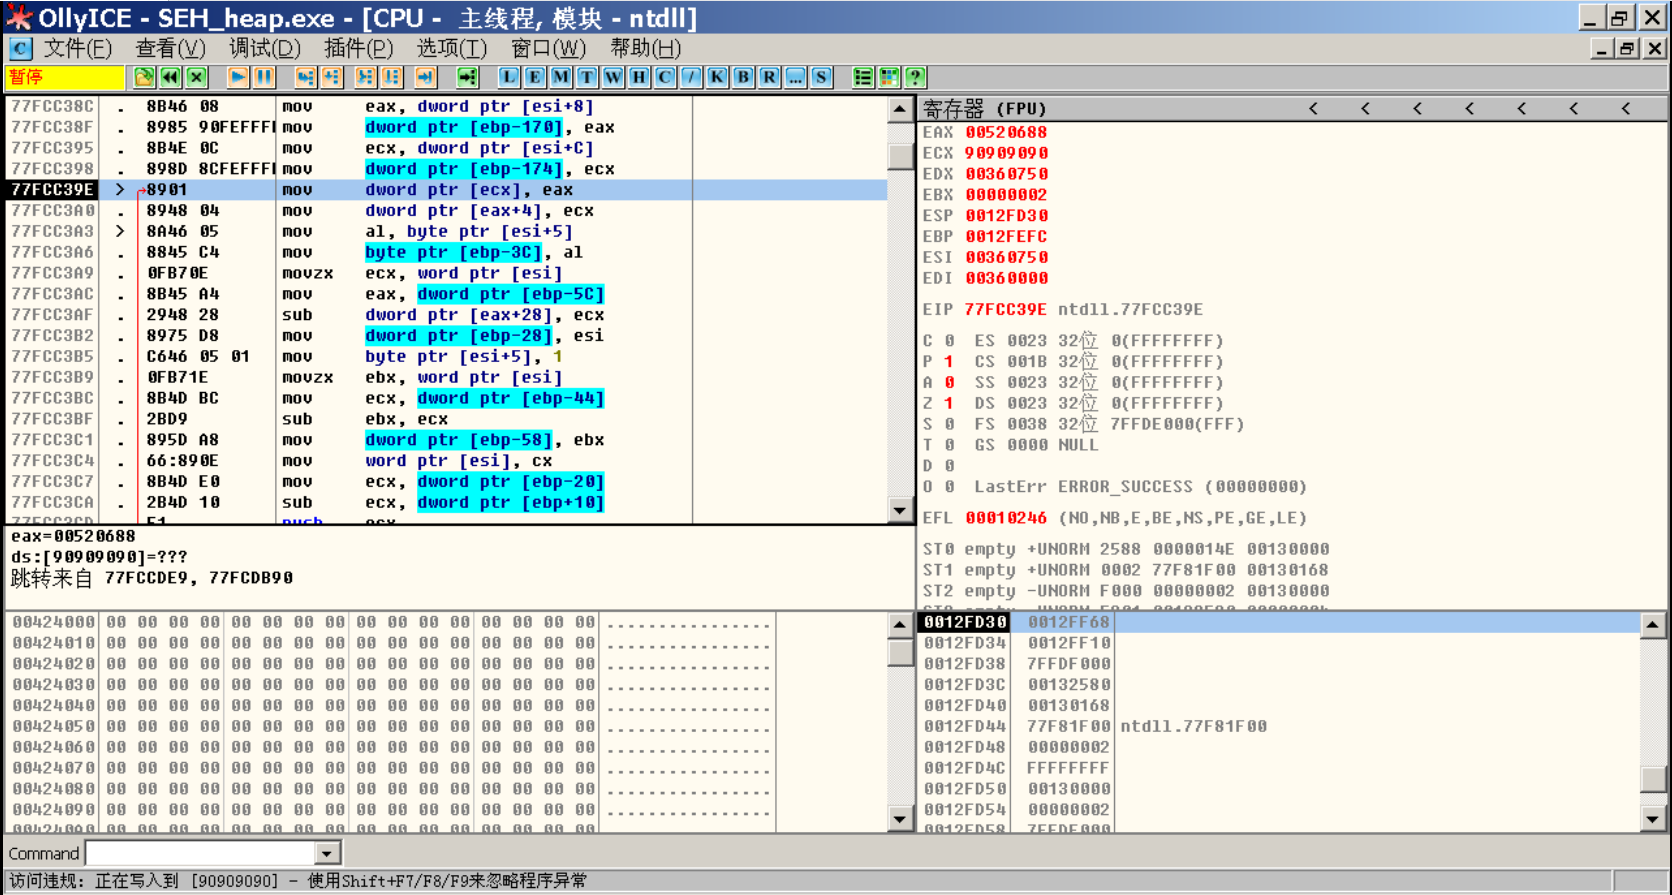 OllyICE - SEH_heap.exe - [CPU - 主线程, 模块 - ntdll]
C 文件(F) 查看(V) 调试(D) 插件(P) 选项(T) 窗口(W) 帮助(H)
暂停 L E M T W H C / K B R ... S ?
77FCC38C . 8B46 08 mov eax, dword ptr [esi+8]
77FCC38F . 8985 90FEFFFI mov dword ptr [ebp-170], eax
77FCC395 . 8B4E 0C mov ecx, dword ptr [esi+C]
77FCC398 . 898D 8CFEFFFI mov dword ptr [ebp-174], ecx
77FCC39E > 8901 mov dword ptr [ecx], eax
77FCC3A0 . 8948 04 mov dword ptr [eax+4], ecx
77FCC3A3 > 8A46 05 mov al, byte ptr [esi+5]
77FCC3A6 . 8845 C4 mov byte ptr [ebp-3C], al
77FCC3A9 . 0FB70E movzx ecx, word ptr [esi]
77FCC3AC . 8B45 A4 mov eax, dword ptr [ebp-5C]
77FCC3AF . 2948 28 sub dword ptr [eax+28], ecx
77FCC3B2 . 8975 D8 mov dword ptr [ebp-28], esi
77FCC3B5 . C646 05 01 mov byte ptr [esi+5], 1
77FCC3B9 . 0FB71E movzx ebx, word ptr [esi]
77FCC3BC . 8B4D BC mov ecx, dword ptr [ebp-44]
77FCC3BF . 2BD9 sub ebx, ecx
77FCC3C1 . 895D A8 mov dword ptr [ebp-58], ebx
77FCC3C4 . 66:890E mov word ptr [esi], cx
77FCC3C7 . 8B4D E0 mov ecx, dword ptr [ebp-20]
77FCC3CA . 2B4D 10 sub ecx, dword ptr [ebp+10]
77FCC3CD . 51 push ecx
eax=00520688
ds:[90909090]=???
跳转来自 77FCCDE9, 77FCDB90
寄存器 (FPU) < < < < < < <
EAX 00520688
ECX 90909090
EDX 00360750
EBX 00000002
ESP 0012FD30
EBP 0012FEFC
ESI 00360750
EDI 00360000
EIP 77FCC39E ntdll.77FCC39E
C 0 ES 0023 32位 0(FFFFFFFF)
P 1 CS 001B 32位 0(FFFFFFFF)
A 0 SS 0023 32位 0(FFFFFFFF)
Z 1 DS 0023 32位 0(FFFFFFFF)
S 0 FS 0038 32位 7FFDE000(FFF)
T 0 GS 0000 NULL
D 0
O 0 LastErr ERROR_SUCCESS (00000000)
EFL 00010246 (NO,NB,E,BE,NS,PE,GE,LE)
ST0 empty +UNORM 2588 0000014E 00130000
ST1 empty +UNORM 0002 77F81F00 00130168
ST2 empty -UNORM F000 00000002 00130000
00424000 00 00 00 00 00 00 00 00 00 00 00 00 00 00 00 00 ................
00424010 00 00 00 00 00 00 00 00 00 00 00 00 00 00 00 00 ................
00424020 00 00 00 00 00 00 00 00 00 00 00 00 00 00 00 00 ................
00424030 00 00 00 00 00 00 00 00 00 00 00 00 00 00 00 00 ................
00424040 00 00 00 00 00 00 00 00 00 00 00 00 00 00 00 00 ................
00424050 00 00 00 00 00 00 00 00 00 00 00 00 00 00 00 00 ................
00424060 00 00 00 00 00 00 00 00 00 00 00 00 00 00 00 00 ................
00424070 00 00 00 00 00 00 00 00 00 00 00 00 00 00 00 00 ................
00424080 00 00 00 00 00 00 00 00 00 00 00 00 00 00 00 00 ................
00424090 00 00 00 00 00 00 00 00 00 00 00 00 00 00 00 00 ................
004240A0 00 00 00 00 00 00 00 00 00 00 00 00 00 00 00 00
0012FD30 0012FF68
0012FD34 0012FF10
0012FD38 7FFDF000
0012FD3C 00132580
0012FD40 00130168
0012FD44 77F81F00 ntdll.77F81F00
0012FD48 00000002
0012FD4C FFFFFFFF
0012FD50 00130000
0012FD54 00000002
0012FD58 7FFDF000
Command
访问违规: 正在写入到 [90909090] - 使用Shift+F7/F8/F9来忽略程序异常